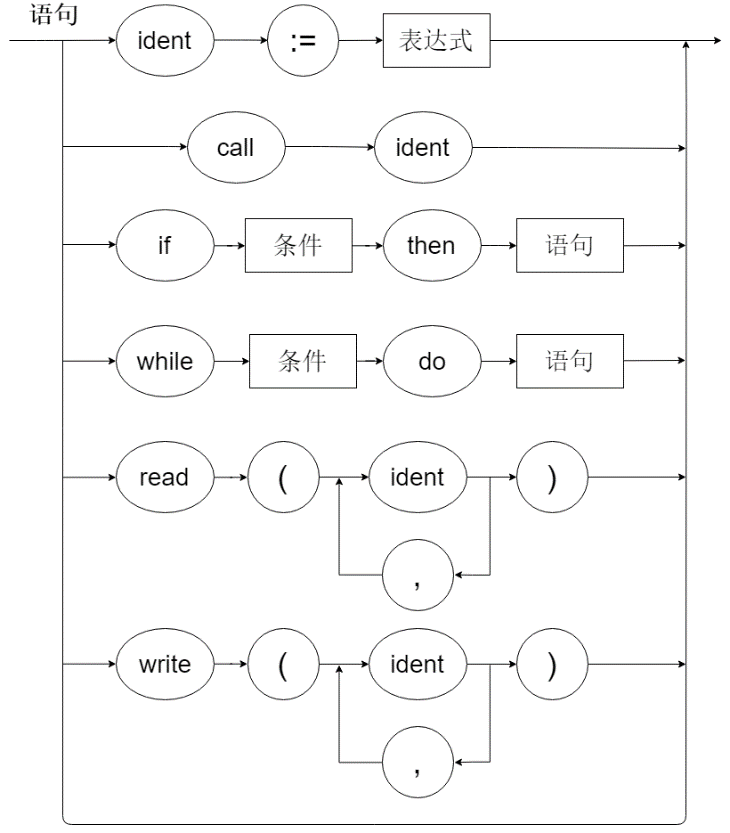 语句
ident := 表达式
call ident
if 条件 then 语句
while 条件 do 语句
read ( ident )
,
write ( ident )
,